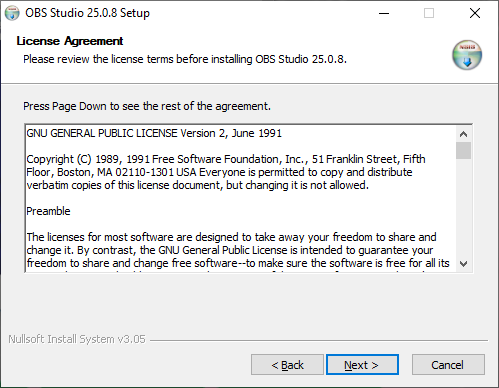 OBS Studio 25.0.8 Setup
License Agreement
Please review the license terms before installing OBS Studio 25.0.8.
Press Page Down to see the rest of the agreement.
GNU GENERAL PUBLIC LICENSE Version 2, June 1991
Copyright (C) 1989, 1991 Free Software Foundation, Inc., 51 Franklin Street, Fifth
Floor, Boston, MA 02110-1301 USA Everyone is permitted to copy and distribute
verbatim copies of this license document, but changing it is not allowed.
Preamble
The licenses for most software are designed to take away your freedom to share and
change it. By contrast, the GNU General Public License is intended to guarantee your
freedom to share and change free software--to make sure the software is free for all its
Nullsoft Install System v3.05
< Back
Next >
Cancel